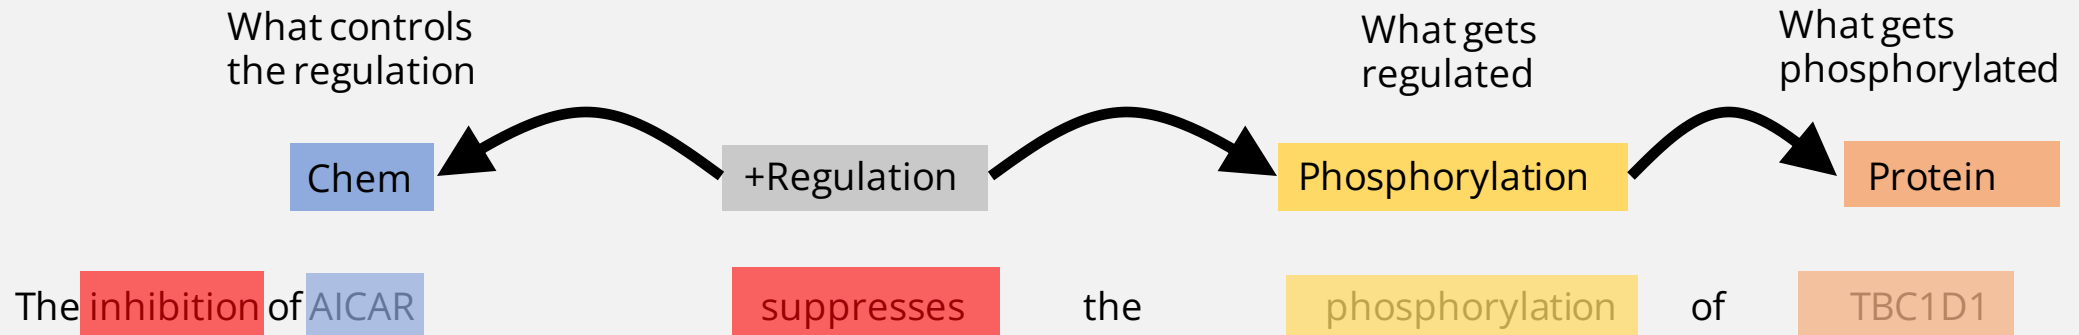 What controls
the regulation
What gets
regulated
What gets
phosphorylated
Chem
+Regulation
Phosphorylation
Protein
The inhibition of AICAR suppresses the phosphorylation of TBC1D1